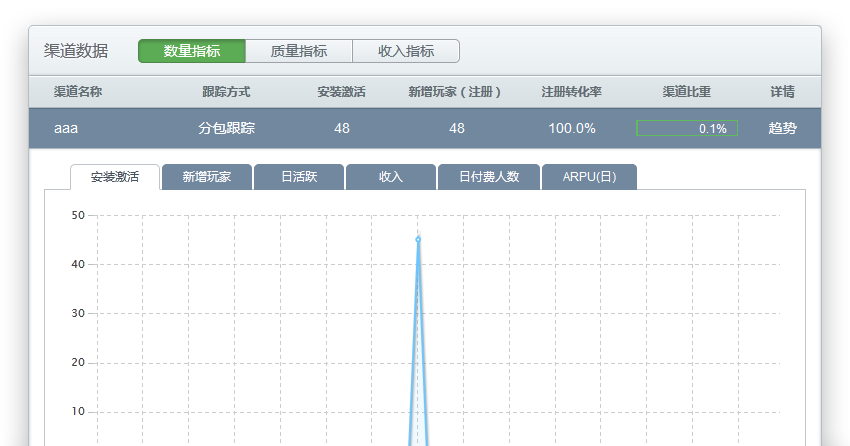 渠道数据 数量指标 质量指标 收入指标
渠道名称 跟踪方式 安装激活 新增玩家（注册） 注册转化率 渠道比重 详情
aaa 分包跟踪 48 48 100.0% 0.1% 趋势
安装激活 新增玩家 日活跃 收入 日付费人数 ARPU(日)
50
40
30
20
10